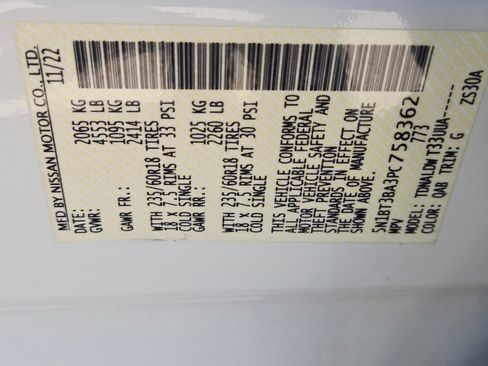 MFD BY NISSAN MOTOR CO., LTD.
DATE: 11/22
GVWR: 2065 KG
4553 LB
GAWR FR.: 1095 KG
2414 LB
WITH 235/60R18 TIRES
18 x 7.5 RIMS AT 33 PSI
COLD SINGLE
GAWR RR.: 1025 KG
2260 LB
WITH 235/60R18 TIRES
18 x 7.5 RIMS AT 30 PSI
COLD SINGLE
THIS VEHICLE CONFORMS TO
ALL APPLICABLE FEDERAL
MOTOR VEHICLE SAFETY AND
THEFT PREVENTION
STANDARDS IN EFFECT ON
THE DATE OF MANUFACTURE
SHOWN ABOVE.
5N1BT3BA3PC758362
MPV 773
MODEL: TDNALDW T33UUA-----
COLOR: QAB TRIM: G ZS30A